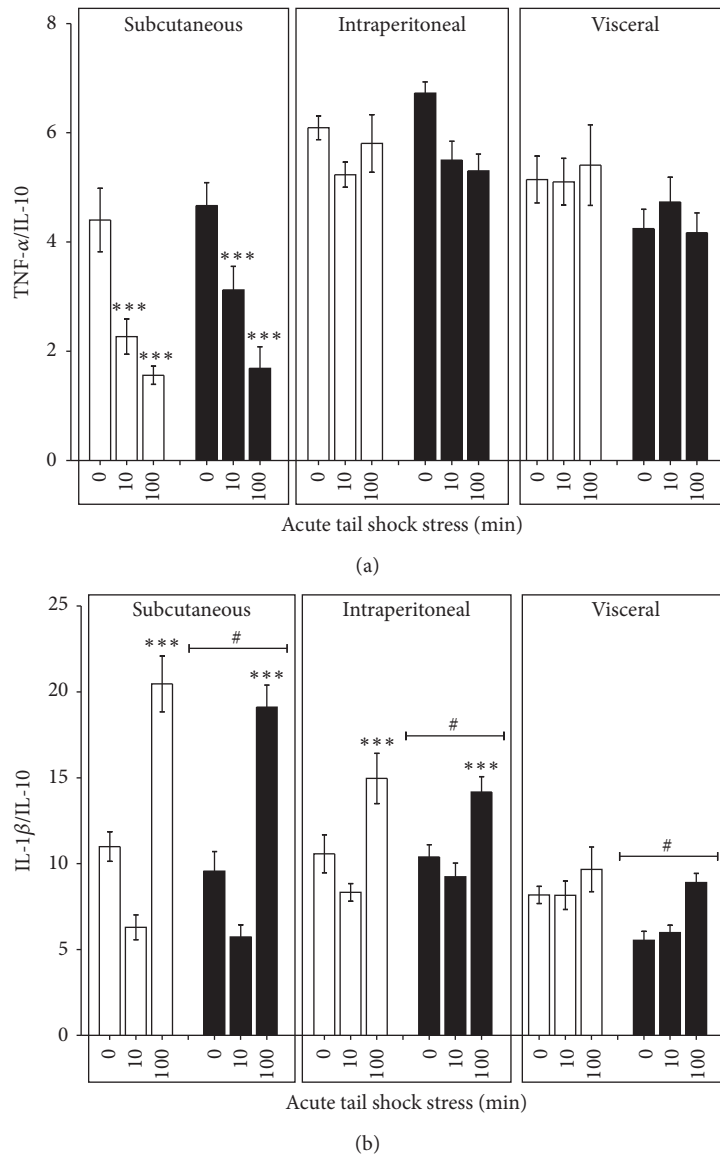 Subcutaneous Intraperitoneal Visceral
8
6
4
2
0
TNF-α/IL-10
***
***
***
***
0 10 100 0 10 100 0 10 100 0 10 100 0 10 100 0 10 100
Acute tail shock stress (min)
(a)
Subcutaneous Intraperitoneal Visceral
25
20
15
10
5
0
IL-1β/IL-10
*** # ***
*** # ***
#
0 10 100 0 10 100 0 10 100 0 10 100 0 10 100 0 10 100
Acute tail shock stress (min)
(b)